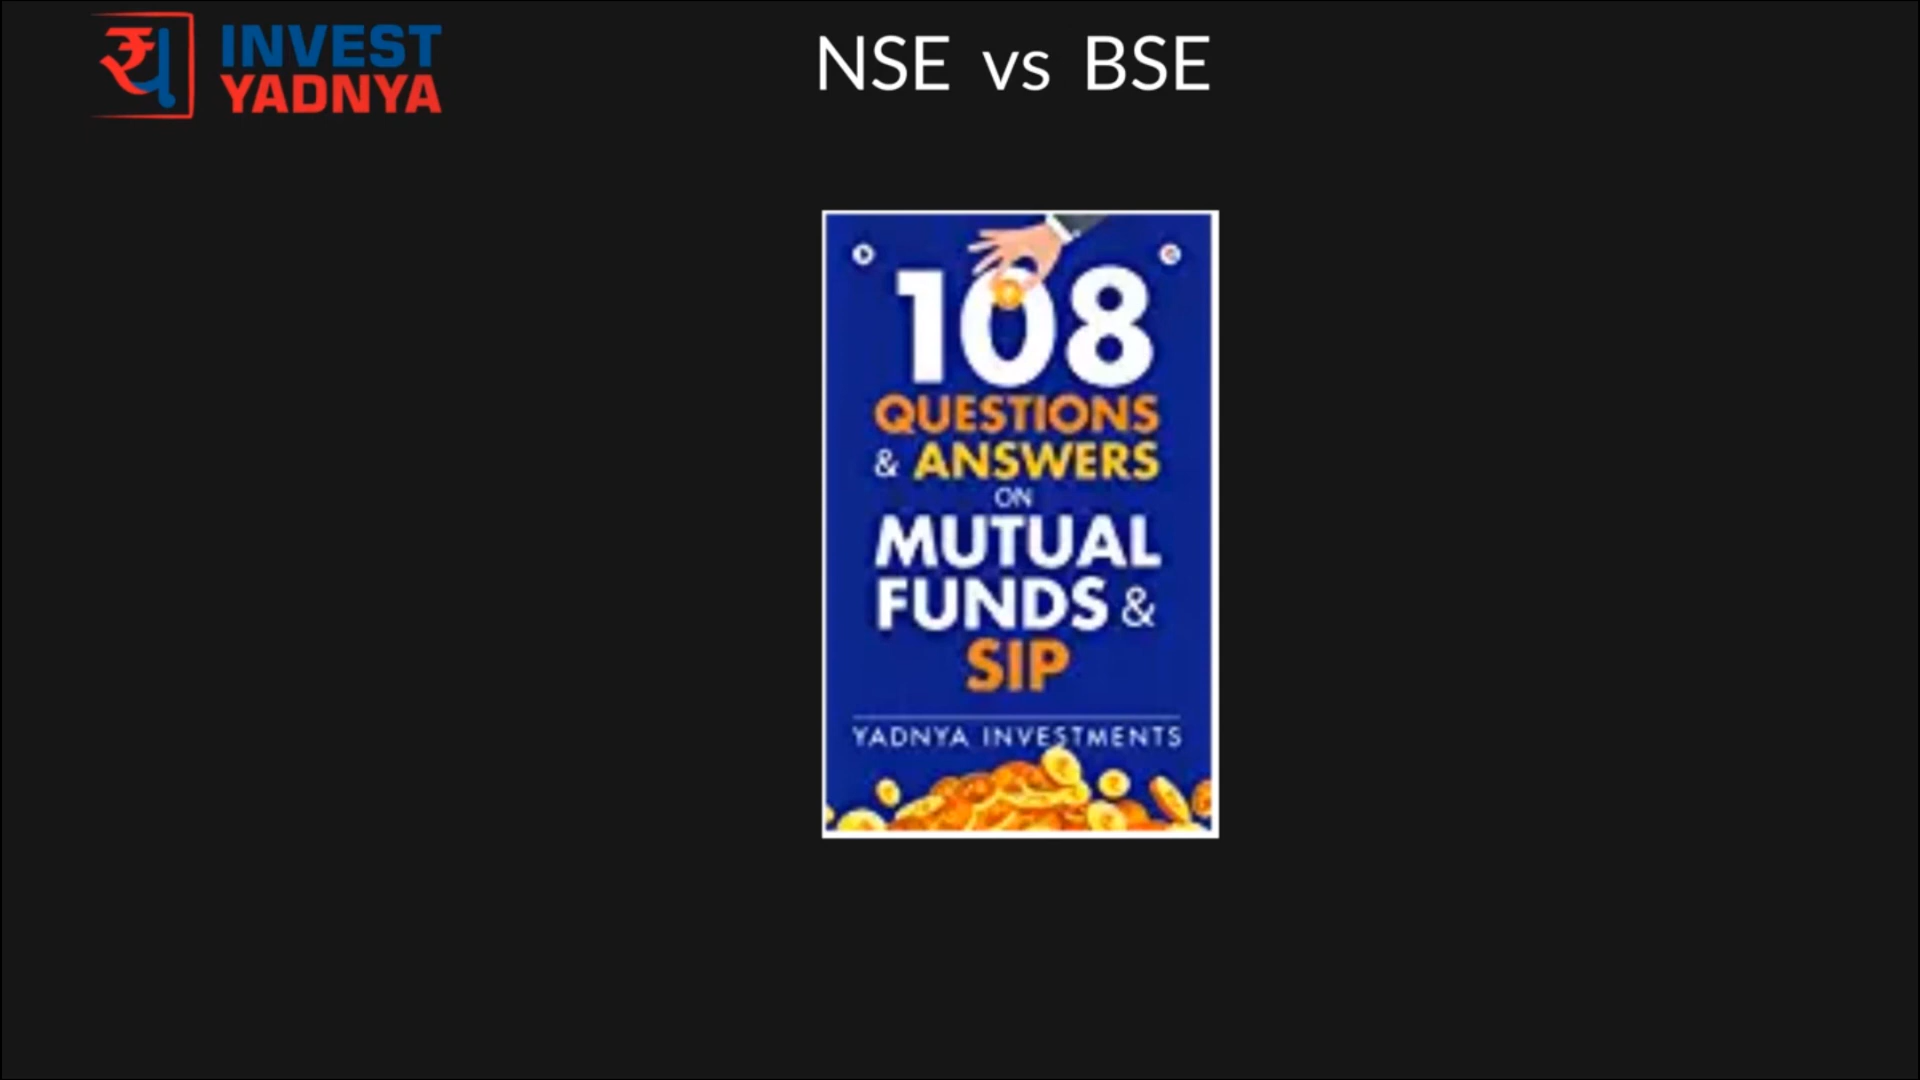 INVEST
YADNYA
NSE vs BSE
108
QUESTIONS
& ANSWERS
ON
MUTUAL
FUNDS &
SIP
YADNYA INVESTMENTS